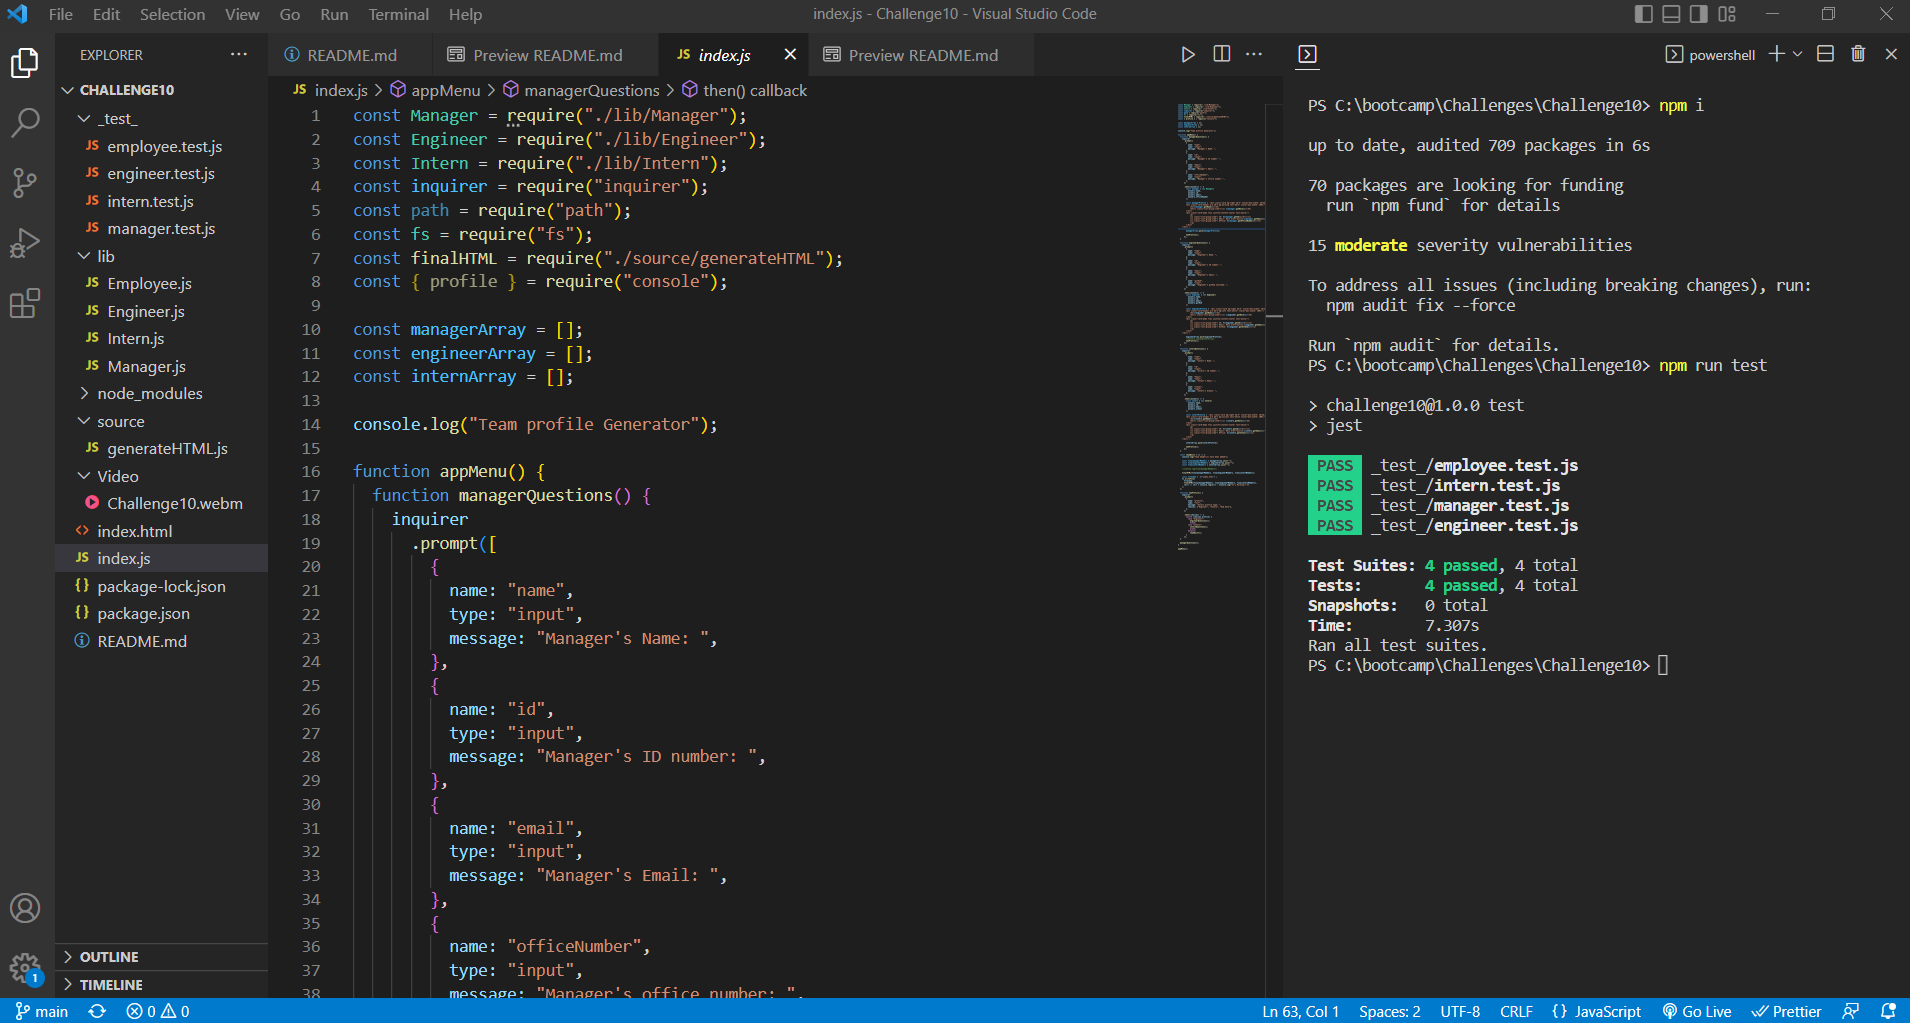 File Edit Selection View Go Run Terminal Help
index.js - Challenge10 - Visual Studio Code
EXPLORER
CHALLENGE10
_test_
JS employee.test.js
JS engineer.test.js
JS intern.test.js
JS manager.test.js
lib
JS Employee.js
JS Engineer.js
JS Intern.js
JS Manager.js
node_modules
source
JS generateHTML.js
Video
Challenge10.webm
<> index.html
JS index.js
{} package-lock.json
{} package.json
README.md
OUTLINE
TIMELINE
1
README.md
Preview README.md
JS index.js
Preview README.md
JS index.js > appMenu > managerQuestions > then() callback
1 const Manager = require("./lib/Manager");
2 const Engineer = require("./lib/Engineer");
3 const Intern = require("./lib/Intern");
4 const inquirer = require("inquirer");
5 const path = require("path");
6 const fs = require("fs");
7 const finalHTML = require("./source/generateHTML");
8 const { profile } = require("console");
9
10 const managerArray = [];
11 const engineerArray = [];
12 const internArray = [];
13
14 console.log("Team profile Generator");
15
16 function appMenu() {
17 function managerQuestions() {
18 inquirer
19 .prompt([
20 {
21 name: "name",
22 type: "input",
23 message: "Manager's Name: ",
24 },
25 {
26 name: "id",
27 type: "input",
28 message: "Manager's ID number: ",
29 },
30 {
31 name: "email",
32 type: "input",
33 message: "Manager's Email: ",
34 },
35 {
36 name: "officeNumber",
37 type: "input",
38 message: "Manager's office number: ",
powershell
PS C:\bootcamp\Challenges\Challenge10> npm i
up to date, audited 709 packages in 6s
70 packages are looking for funding
run `npm fund` for details
15 moderate severity vulnerabilities
To address all issues (including breaking changes), run:
npm audit fix --force
Run `npm audit` for details.
PS C:\bootcamp\Challenges\Challenge10> npm run test
> challenge10@1.0.0 test
> jest
PASS _test_/employee.test.js
PASS _test_/intern.test.js
PASS _test_/manager.test.js
PASS _test_/engineer.test.js
Test Suites: 4 passed, 4 total
Tests: 4 passed, 4 total
Snapshots: 0 total
Time: 7.307s
Ran all test suites.
PS C:\bootcamp\Challenges\Challenge10>
main 0 0
Ln 63, Col 1 Spaces: 2 UTF-8 CRLF {} JavaScript Go Live Prettier